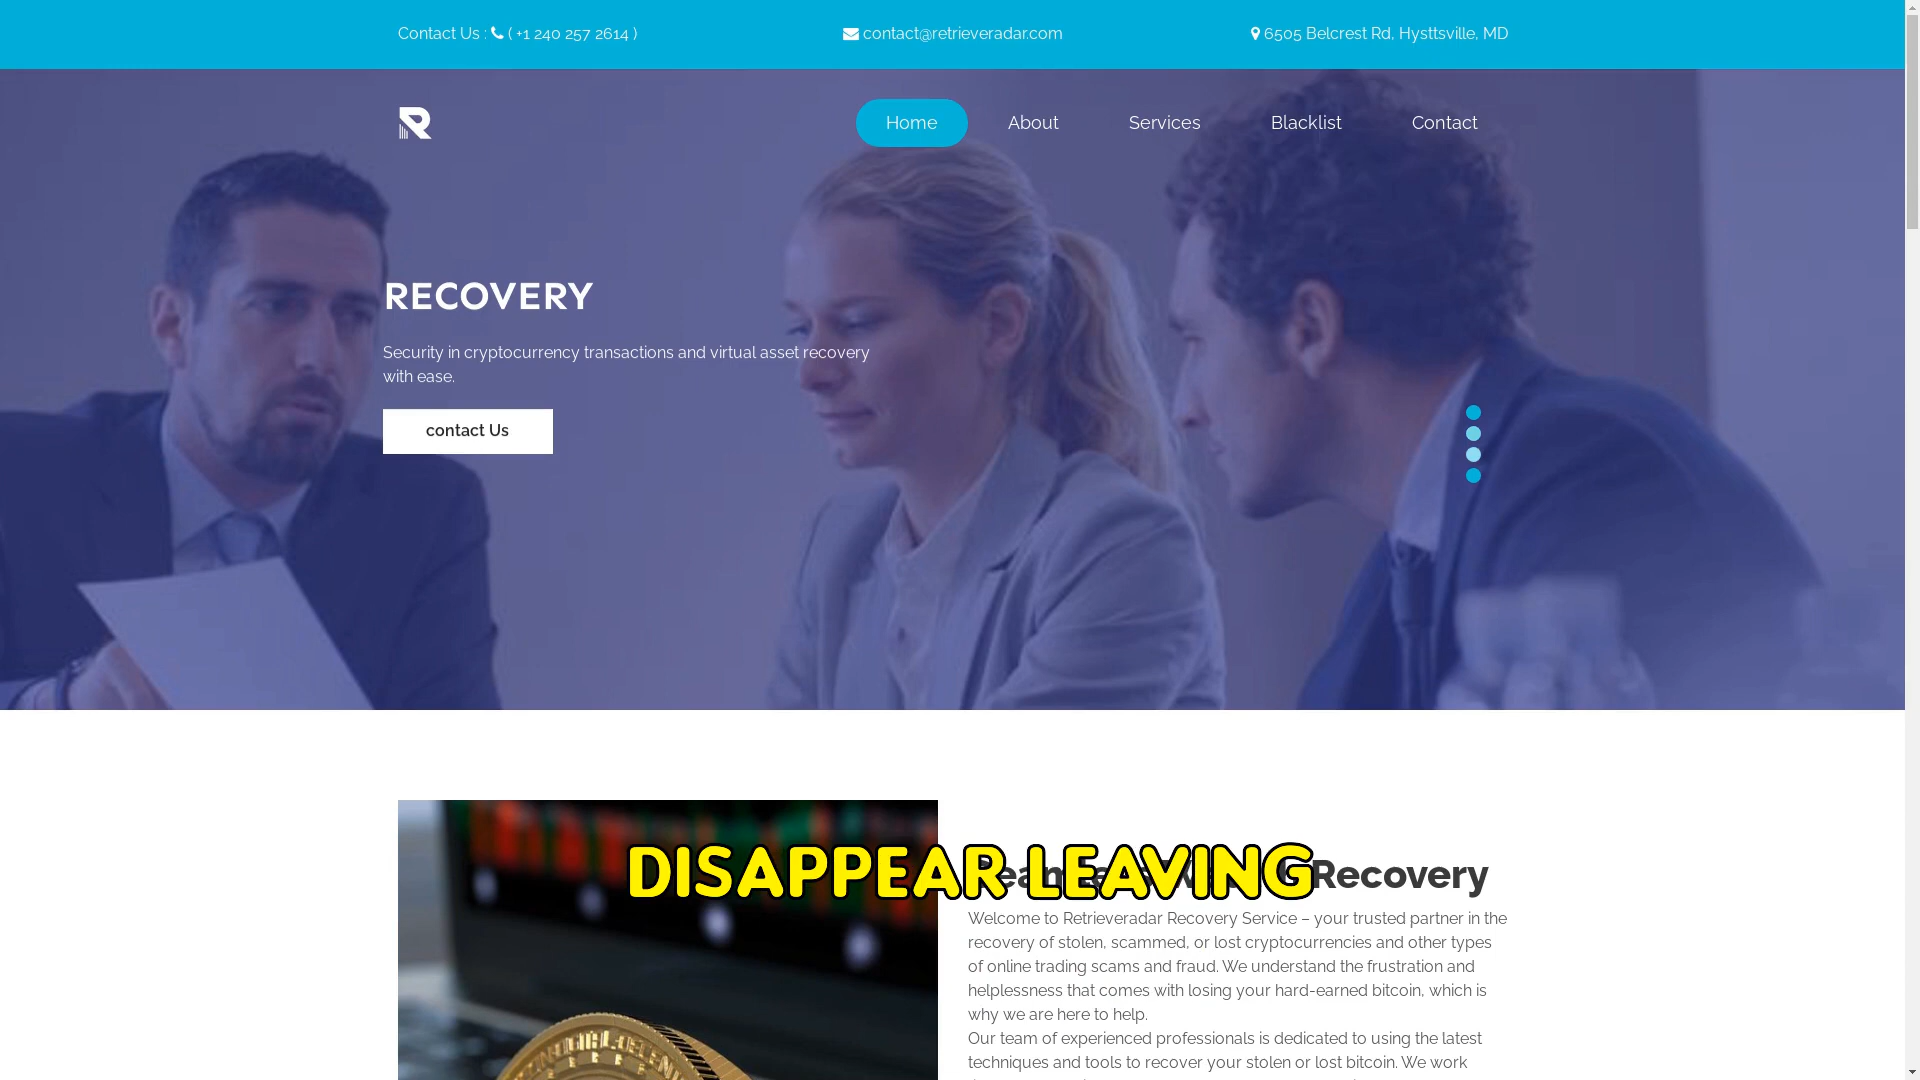 Contact Us : ( +1 240 257 2614 )
contact@retrieveradar.com
6505 Belcrest Rd, Hysttsville, MD
R
Home
About
Services
Blacklist
Contact
RECOVERY
Security in cryptocurrency transactions and virtual asset recovery
with ease.
contact Us
DISAPPEAR LEAVING
Recovery
Welcome to Retrieveradar Recovery Service – your trusted partner in the
recovery of stolen, scammed, or lost cryptocurrencies and other types
of online trading scams and fraud. We understand the frustration and
helplessness that comes with losing your hard-earned bitcoin, which is
why we are here to help.
Our team of experienced professionals is dedicated to using the latest
techniques and tools to recover your stolen or lost bitcoin. We work